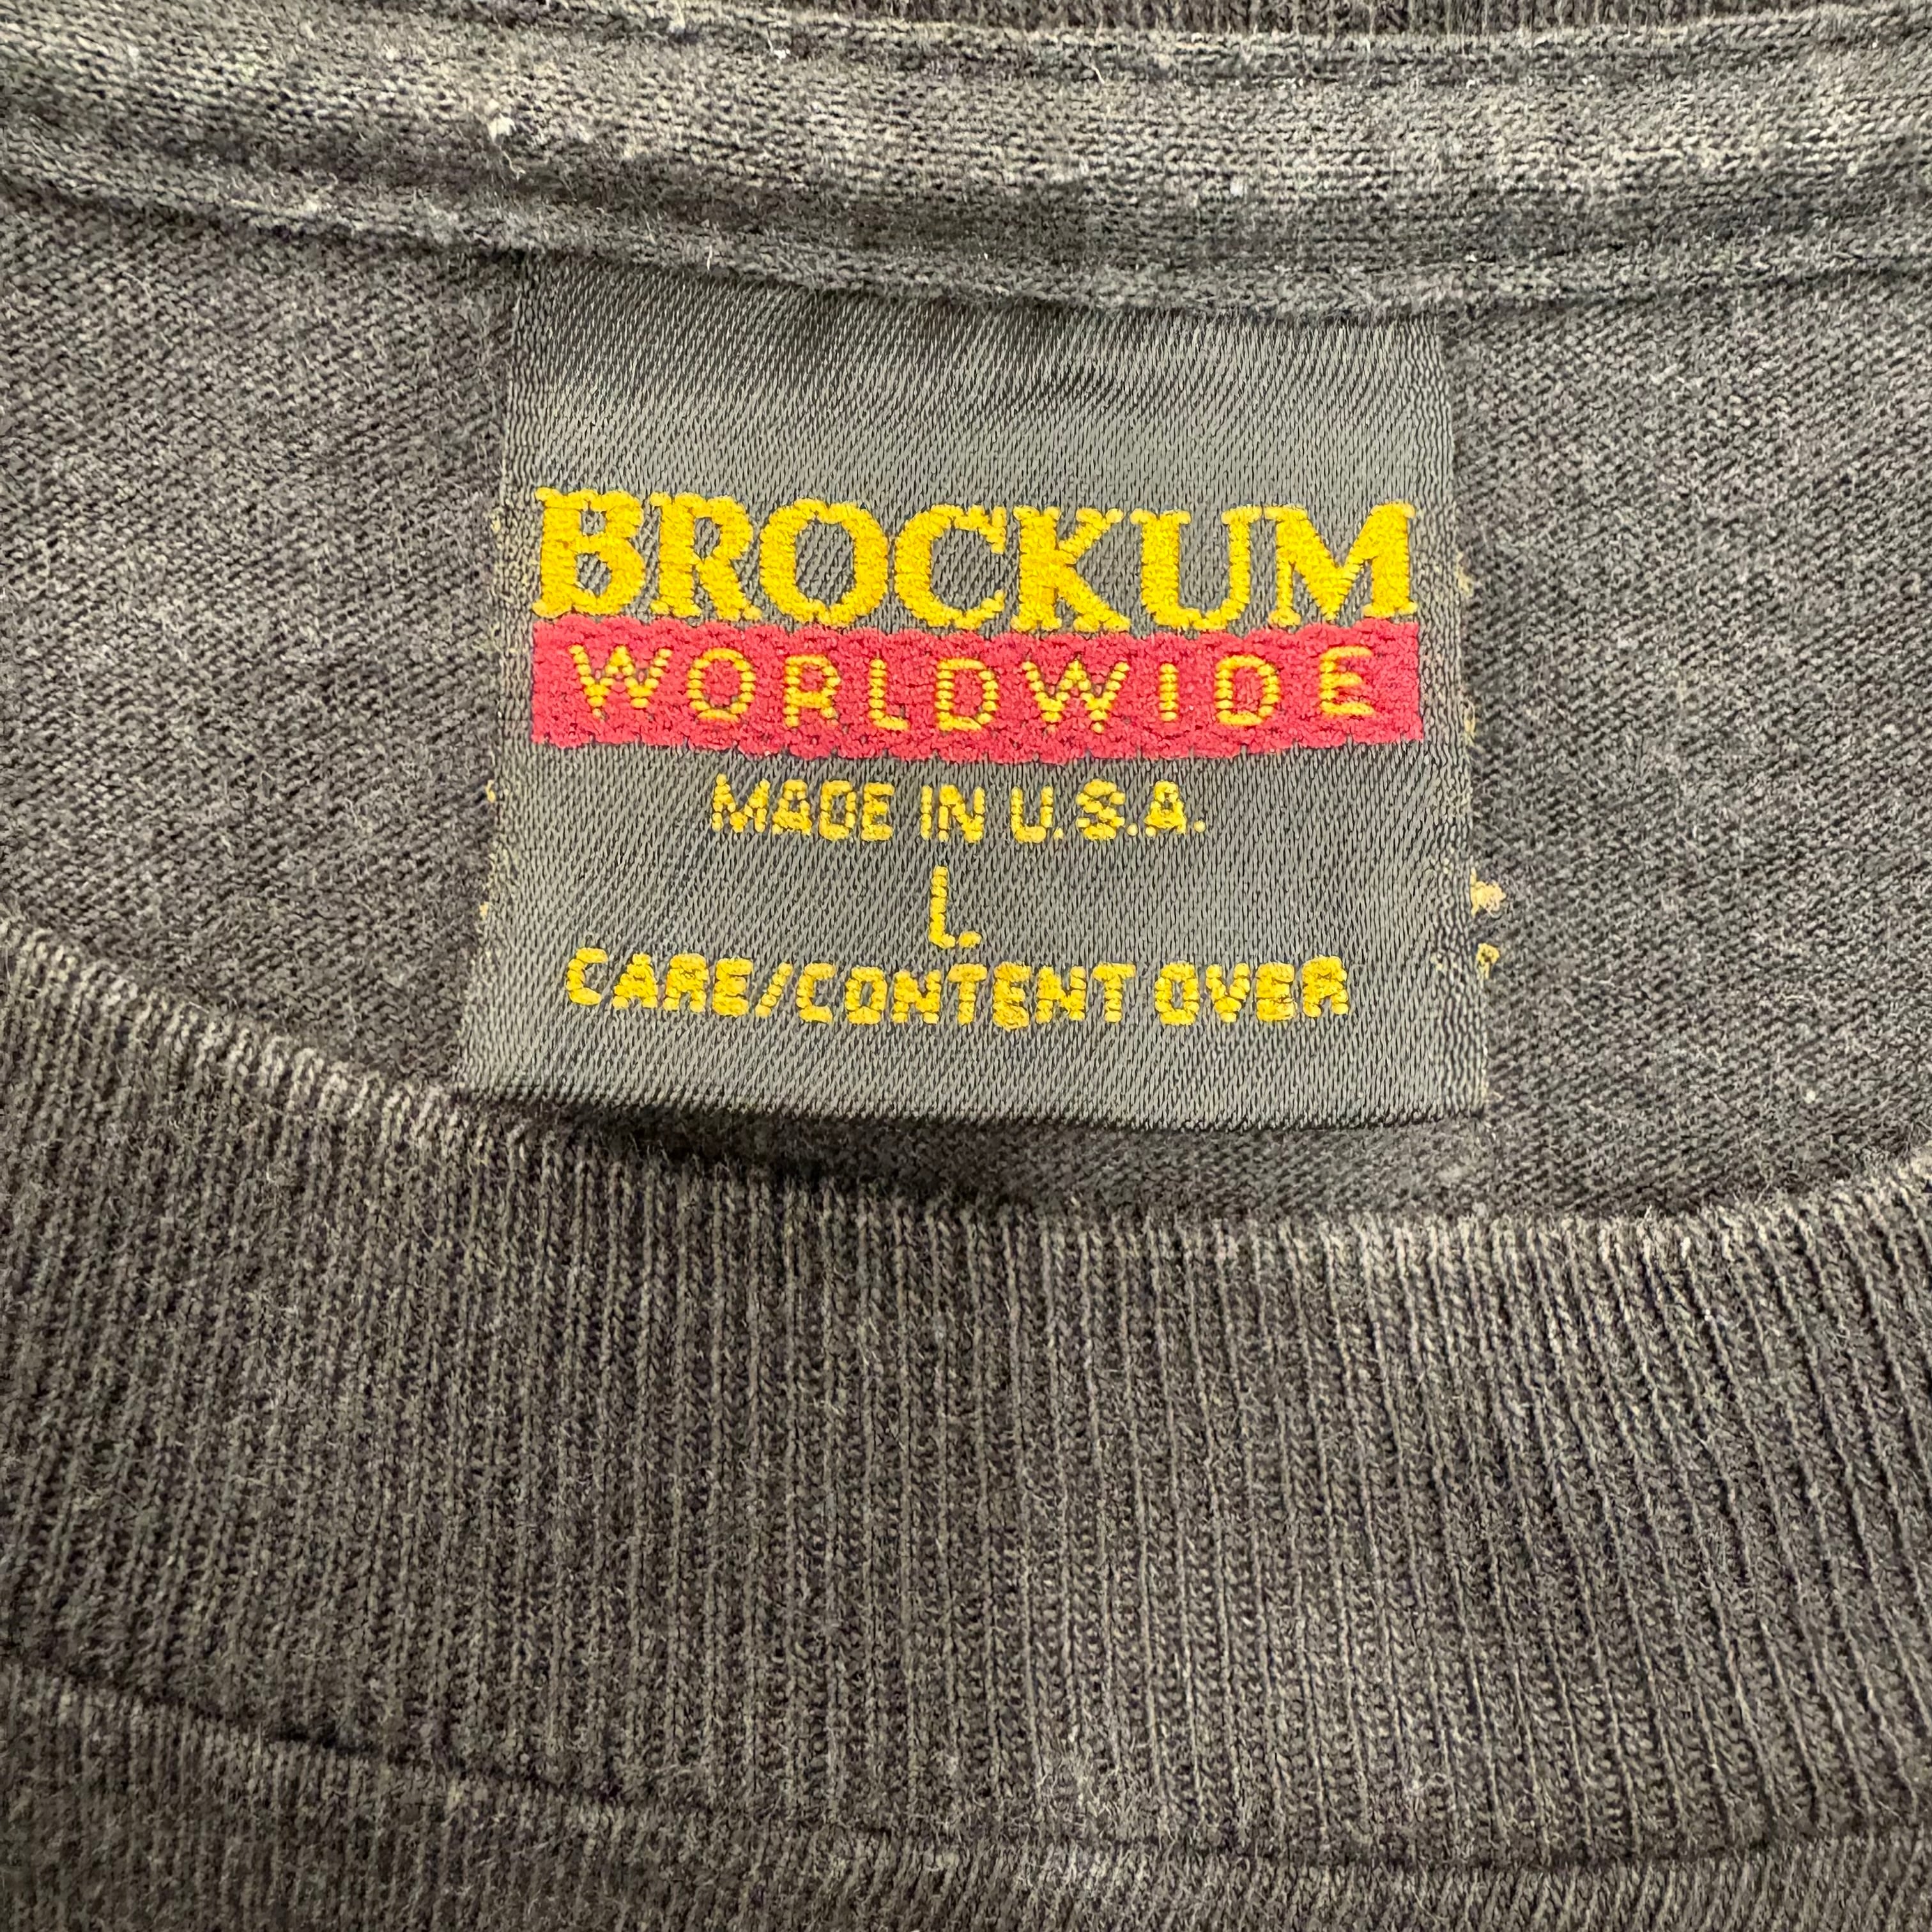 BROCKUM
WORLDWIDE
MADE IN U.S.A.
L
CARE/CONTENT OVER